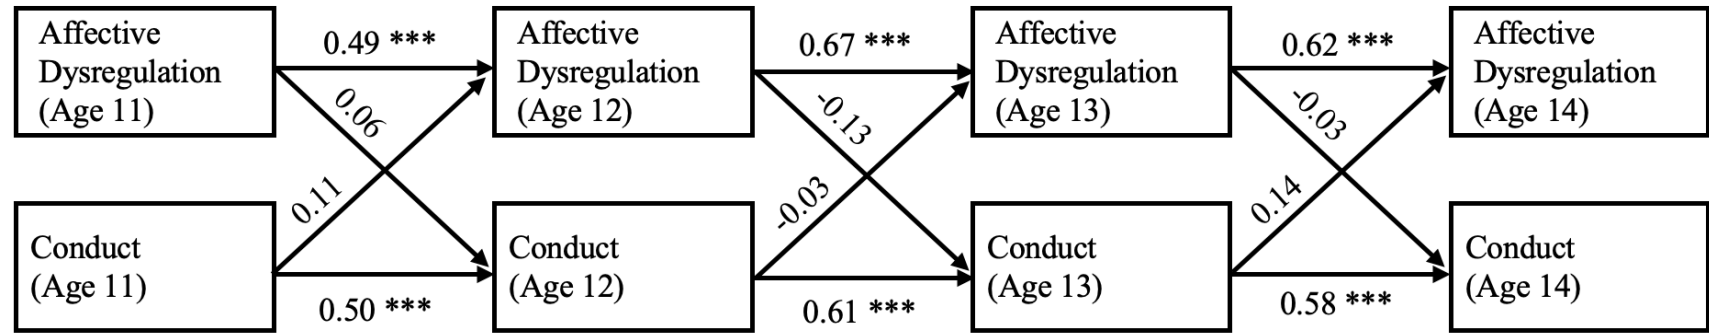 Affective
Dysregulation
(Age 11)
0.49 ***
Affective
Dysregulation
(Age 12)
0.67 ***
Affective
Dysregulation
(Age 13)
0.62 ***
Affective
Dysregulation
(Age 14)
0.06
0.11
-0.13
-0.03
-0.03
0.14
Conduct
(Age 11)
0.50 ***
Conduct
(Age 12)
0.61 ***
Conduct
(Age 13)
0.58 ***
Conduct
(Age 14)